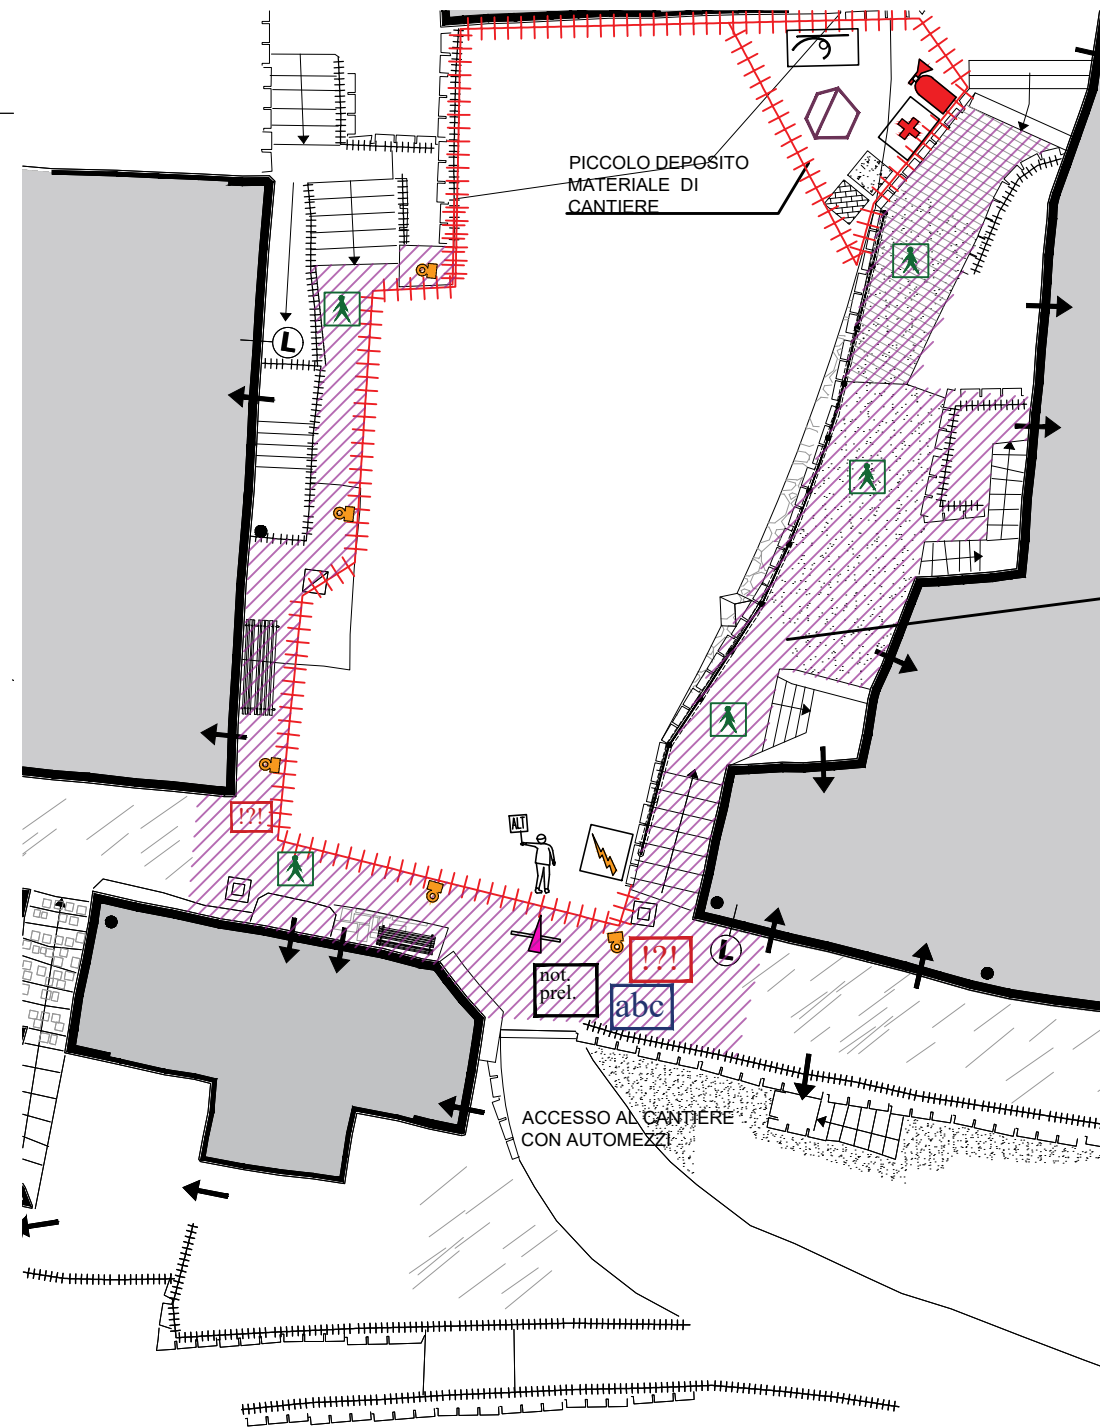 PICCOLO DEPOSITO
MATERIALE DI
CANTIERE
L
!?!
ALT
L
!?!
not.
prel.
abc
ACCESSO AL CANTIERE
CON AUTOMEZZI